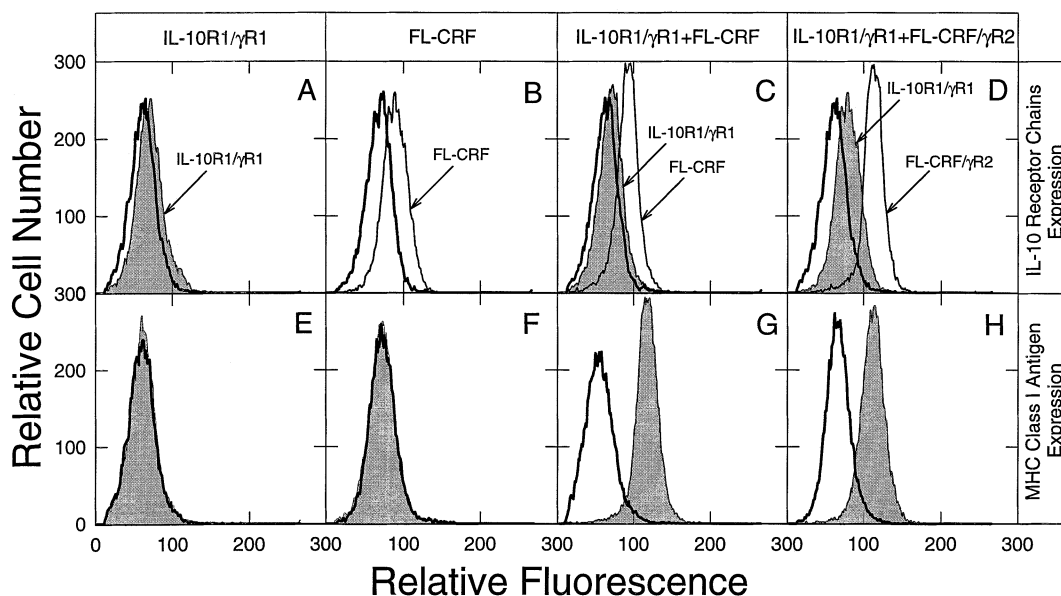 IL-10R1/γR1 FL-CRF IL-10R1/γR1+FL-CRF IL-10R1/γR1+FL-CRF/γR2
Relative Cell Number
300
200
100
300
200
100
0
A
IL-10R1/γR1
B
FL-CRF
C
IL-10R1/γR1
FL-CRF
D
IL-10R1/γR1
FL-CRF/γR2
IL-10 Receptor Chains
Expression
E
F
G
H
MHC Class I Antigen
Expression
0 100 200 300 100 200 300 100 200 300 100 200 300
Relative Fluorescence